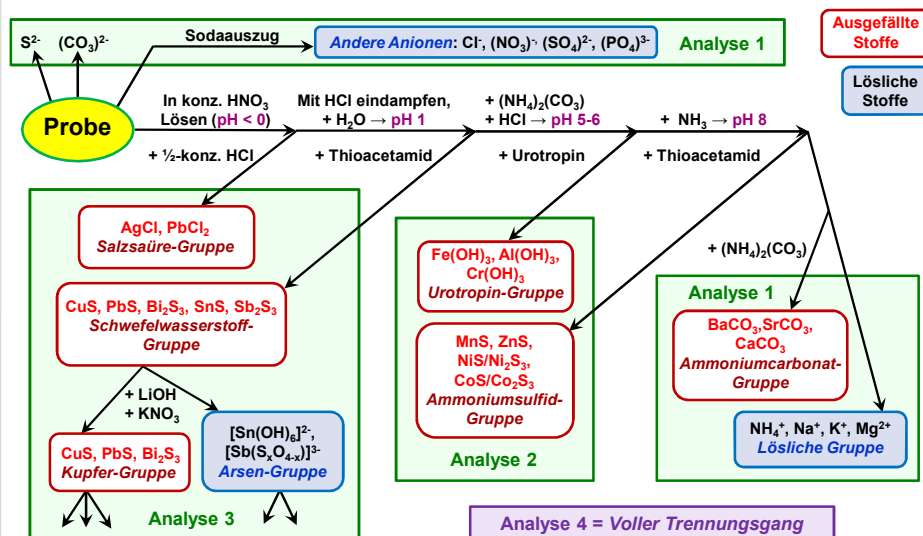 S²⁻ (CO₃)²⁻
Sodaauszug
Andere Anionen: Cl⁻, (NO₃)⁻, (SO₄)²⁻, (PO₄)³⁻
Analyse 1
Ausgefällte
Stoffe
Lösliche
Stoffe
Probe
In konz. HNO₃
Lösen (pH < 0)
+ ½-konz. HCl
Mit HCl eindampfen,
+ H₂O → pH 1
+ Thioacetamid
+ (NH₄)₂(CO₃)
+ HCl → pH 5-6
+ Urotropin
+ NH₃ → pH 8
+ Thioacetamid
AgCl, PbCl₂
Salzsaüre-Gruppe
CuS, PbS, Bi₂S₃, SnS, Sb₂S₃
Schwefelwasserstoff-
Gruppe
+ LiOH
+ KNO₃
CuS, PbS, Bi₂S₃
Kupfer-Gruppe
[Sn(OH)₆]²⁻,
[Sb(SₓO₄₋ₓ)]³⁻
Arsen-Gruppe
Analyse 3
Fe(OH)₃, Al(OH)₃,
Cr(OH)₃
Urotropin-Gruppe
MnS, ZnS,
NiS/Ni₂S₃,
CoS/Co₂S₃
Ammoniumsulfid-
Gruppe
Analyse 2
+ (NH₄)₂(CO₃)
Analyse 1
BaCO₃,SrCO₃,
CaCO₃
Ammoniumcarbonat-
Gruppe
NH₄⁺, Na⁺, K⁺, Mg²⁺
Lösliche Gruppe
Analyse 4 = Voller Trennungsgang